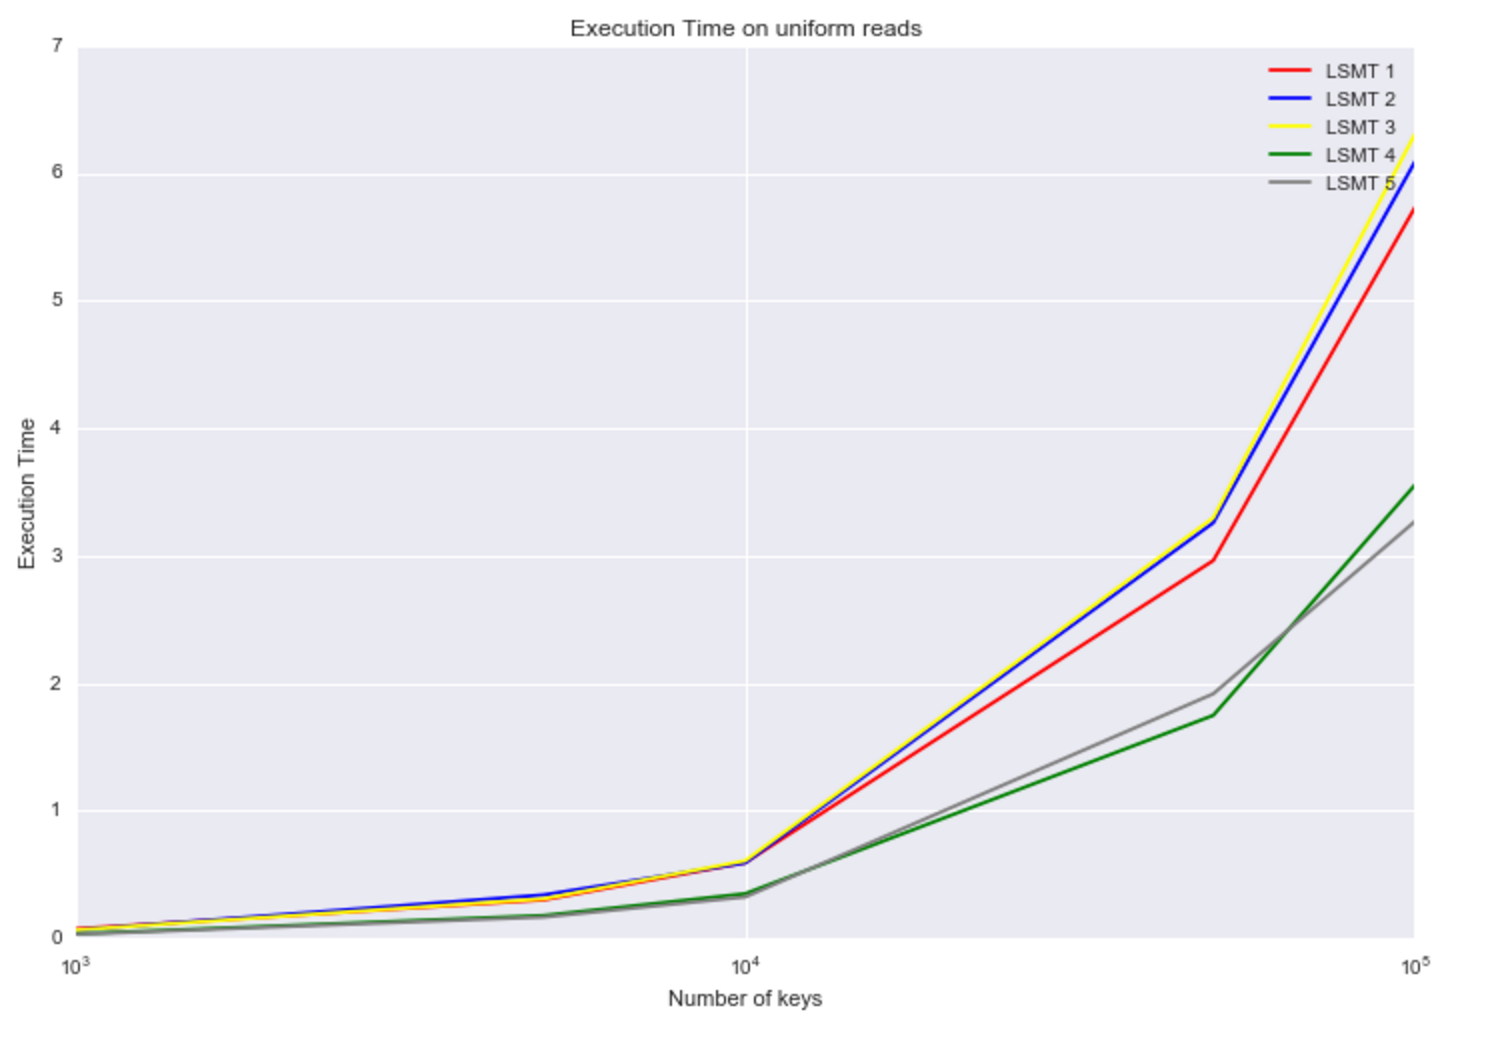 Execution Time on uniform reads
7
6
5
4
3
2
1
0
Execution Time
LSMT 1
LSMT 2
LSMT 3
LSMT 4
LSMT 5
10³
10⁴
10⁵
Number of keys